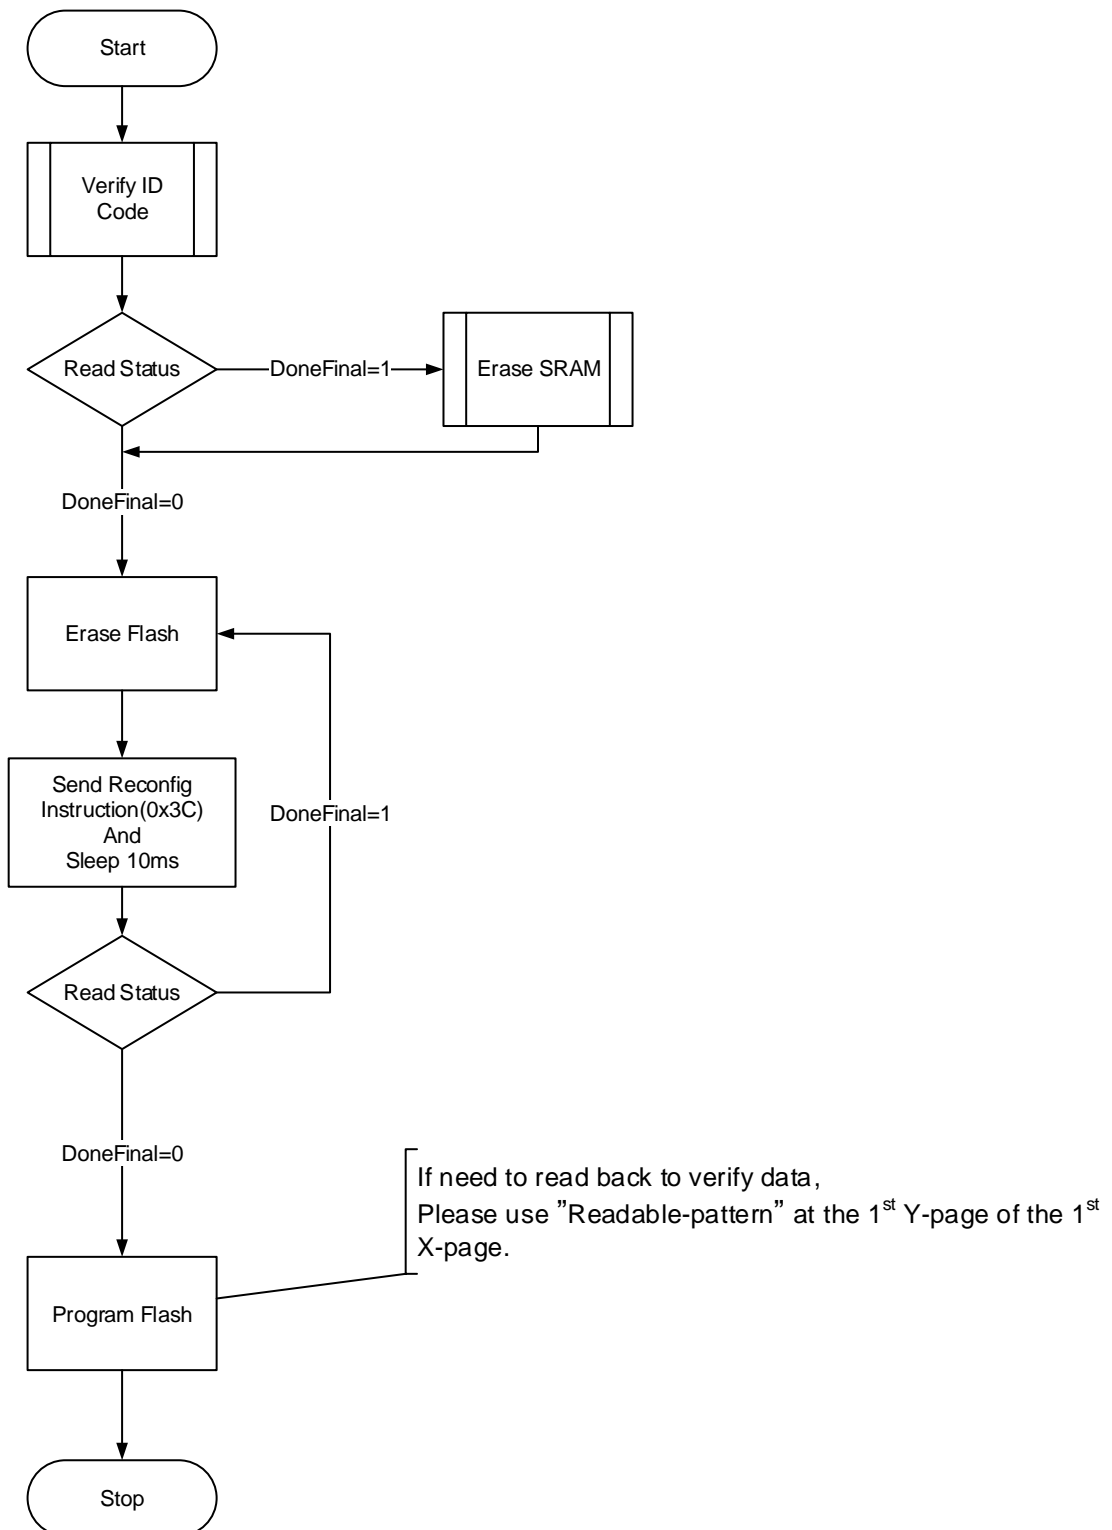 Start
Verify ID
Code
Read Status
DoneFinal=1
Erase SRAM
DoneFinal=0
Erase Flash
Send Reconfig
Instruction(0x3C)
And
Sleep 10ms
DoneFinal=1
Read Status
DoneFinal=0
If need to read back to verify data,
Please use ”Readable-pattern” at the 1st Y-page of the 1st
X-page.
Program Flash
Stop